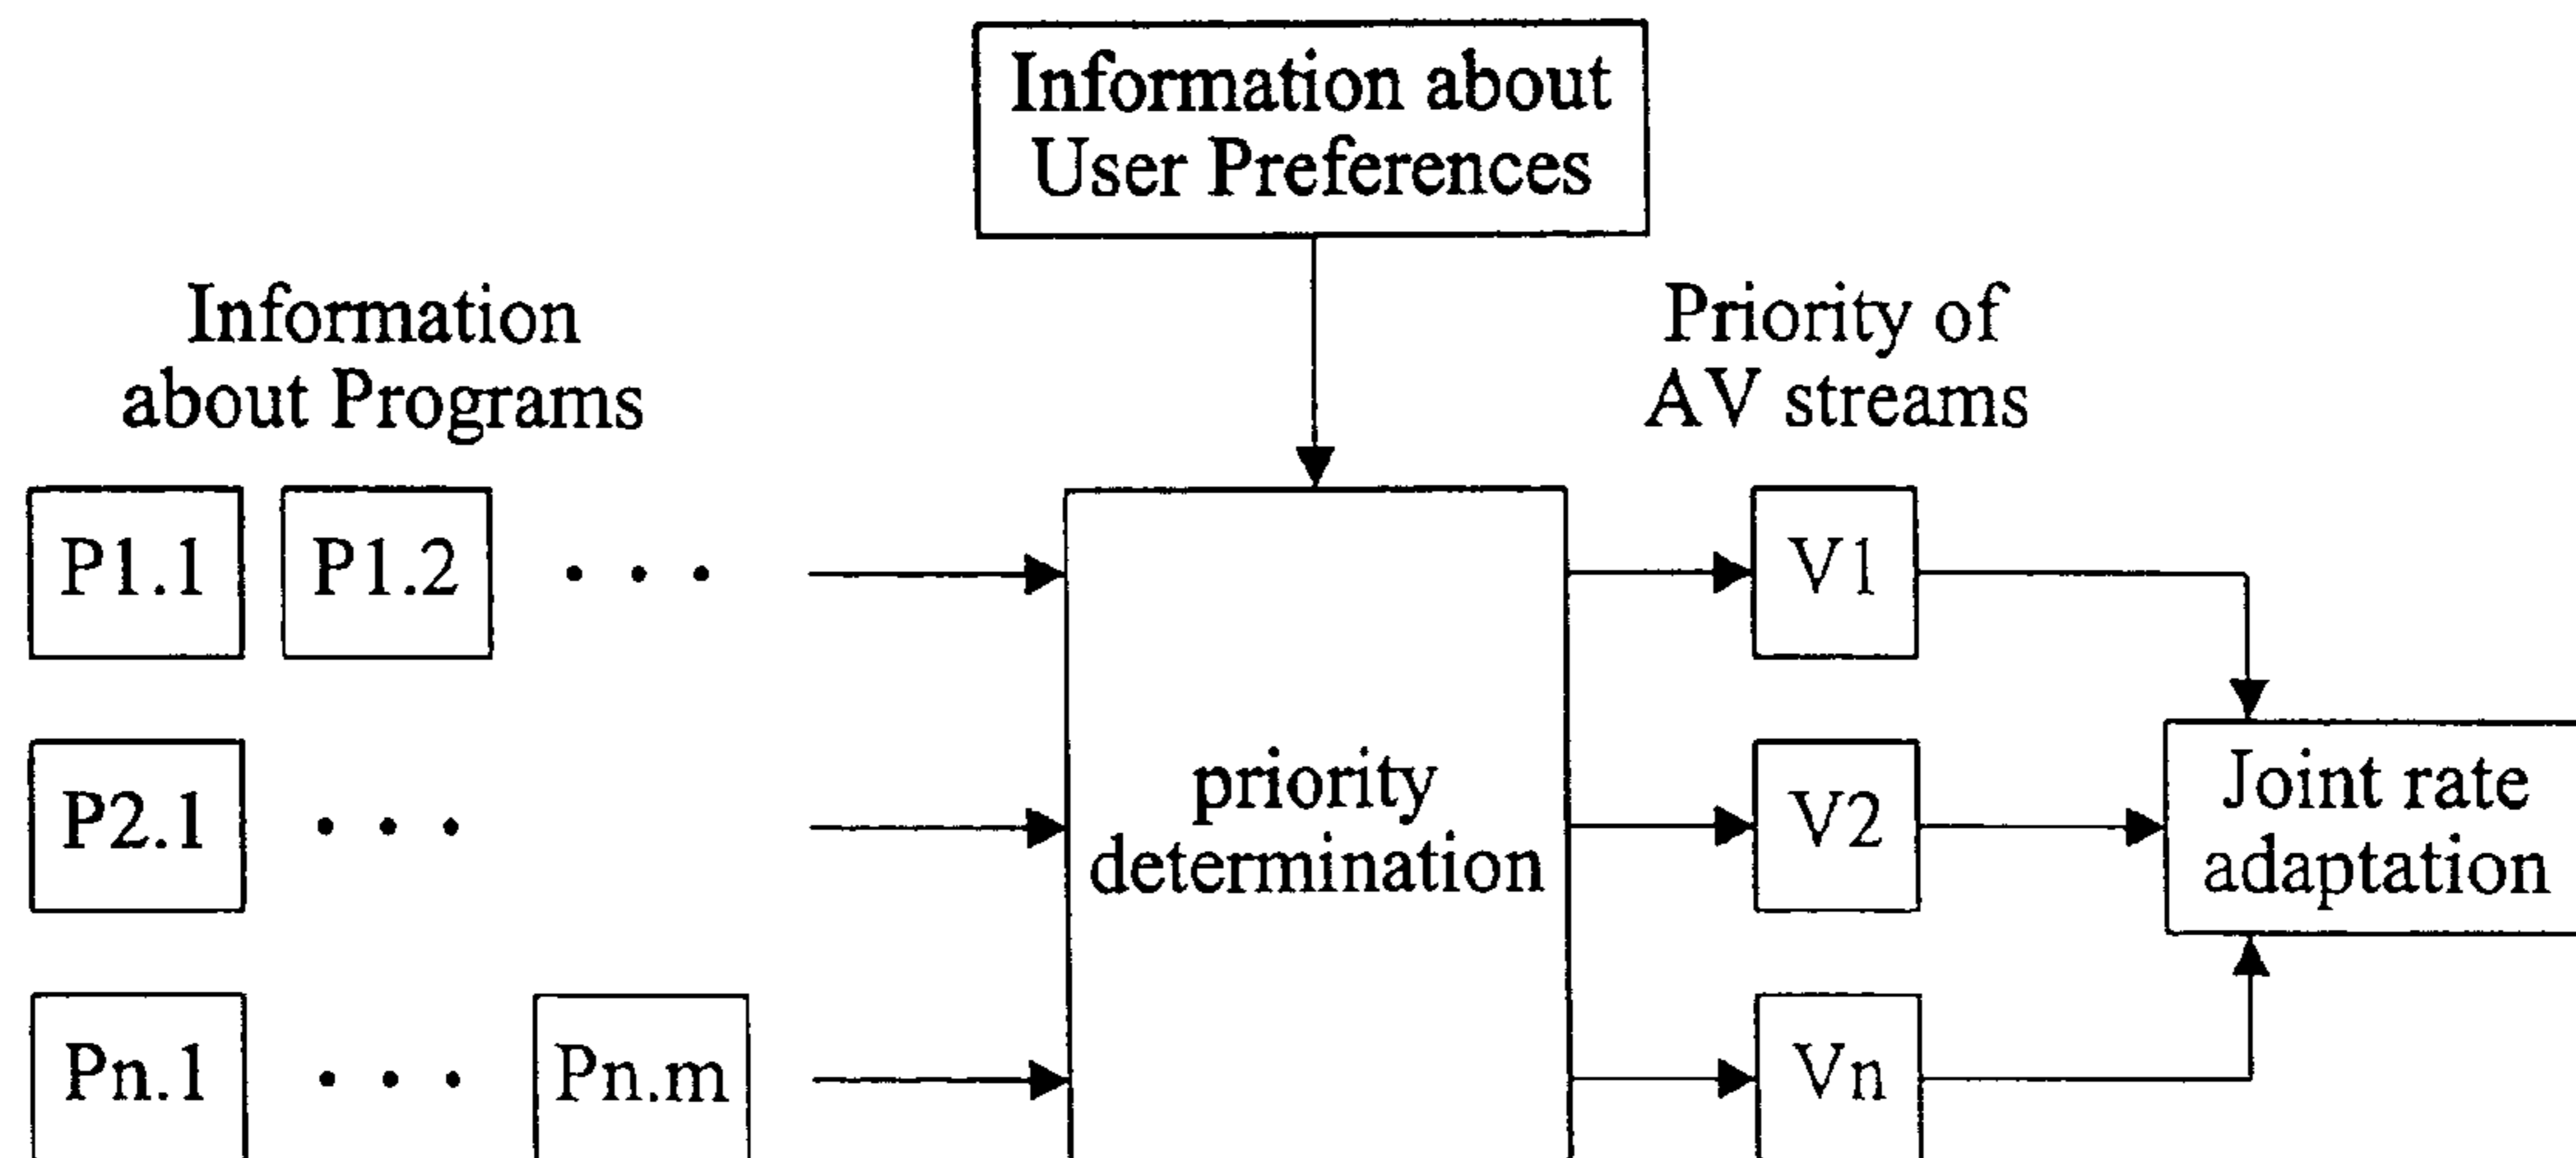 Information about
User Preferences
Information
about Programs
Priority of
AV streams
P1.1
P1.2
. . .
V1
P2.1
. . .
priority
determination
V2
Joint rate
adaptation
Pn.1
. . .
Pn.m
Vn